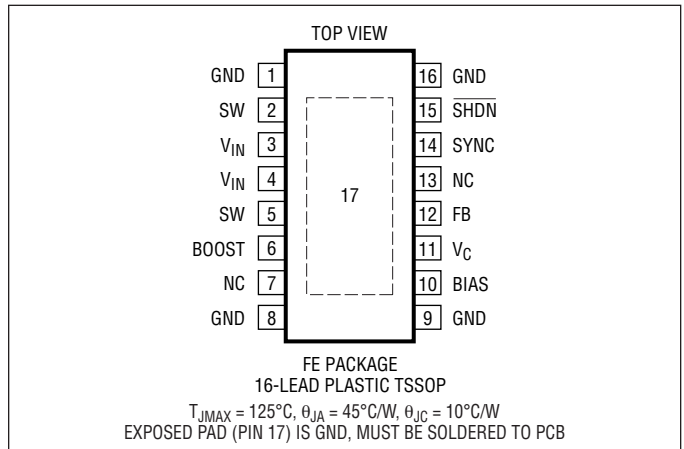 TOP VIEW
GND 1 16 GND
SW 2 15 S̅H̅D̅N̅
VIN 3 14 SYNC
VIN 4 13 NC
17
SW 5 12 FB
BOOST 6 11 VC
NC 7 10 BIAS
GND 8 9 GND
FE PACKAGE
16-LEAD PLASTIC TSSOP
TJMAX = 125°C, θJA = 45°C/W, θJC = 10°C/W
EXPOSED PAD (PIN 17) IS GND, MUST BE SOLDERED TO PCB